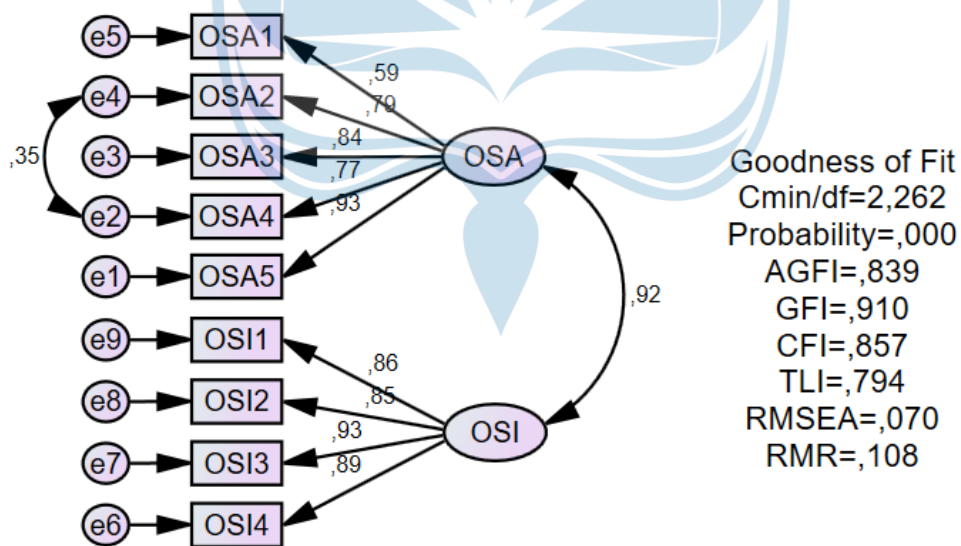 e5 OSA1
,59
e4 OSA2
,79
,35
e3 OSA3
,84
OSA
,77
e2 OSA4
,93
e1 OSA5
,92
e9 OSI1
,86
e8 OSI2
,85
,93
OSI
e7 OSI3
,89
e6 OSI4
Goodness of Fit
Cmin/df=2,262
Probability=,000
AGFI=,839
GFI=,910
CFI=,857
TLI=,794
RMSEA=,070
RMR=,108